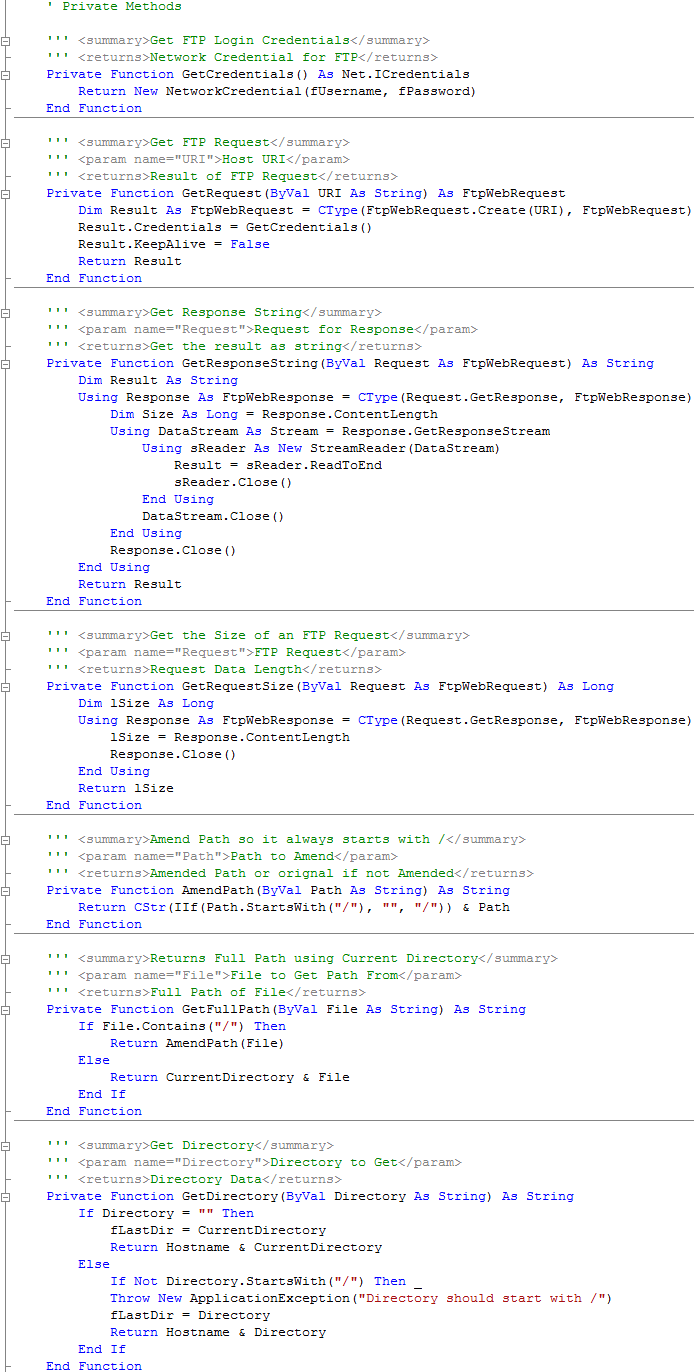 ' Private Methods
''' <summary>Get FTP Login Credentials</summary>
''' <returns>Network Credential for FTP</returns>
Private Function GetCredentials() As Net.ICredentials
Return New NetworkCredential(fUsername, fPassword)
End Function
''' <summary>Get FTP Request</summary>
''' <param name="URI">Host URI</param>
''' <returns>Result of FTP Request</returns>
Private Function GetRequest(ByVal URI As String) As FtpWebRequest
Dim Result As FtpWebRequest = CType(FtpWebRequest.Create(URI), FtpWebRequest)
Result.Credentials = GetCredentials()
Result.KeepAlive = False
Return Result
End Function
''' <summary>Get Response String</summary>
''' <param name="Request">Request for Response</param>
''' <returns>Get the result as string</returns>
Private Function GetResponseString(ByVal Request As FtpWebRequest) As String
Dim Result As String
Using Response As FtpWebResponse = CType(Request.GetResponse, FtpWebResponse)
Dim Size As Long = Response.ContentLength
Using DataStream As Stream = Response.GetResponseStream
Using sReader As New StreamReader(DataStream)
Result = sReader.ReadToEnd
sReader.Close()
End Using
DataStream.Close()
End Using
Response.Close()
End Using
Return Result
End Function
''' <summary>Get the Size of an FTP Request</summary>
''' <param name="Request">FTP Request</param>
''' <returns>Request Data Length</returns>
Private Function GetRequestSize(ByVal Request As FtpWebRequest) As Long
Dim lSize As Long
Using Response As FtpWebResponse = CType(Request.GetResponse, FtpWebResponse)
lSize = Response.ContentLength
Response.Close()
End Using
Return lSize
End Function
''' <summary>Amend Path so it always starts with /</summary>
''' <param name="Path">Path to Amend</param>
''' <returns>Amended Path or orignal if not Amended</returns>
Private Function AmendPath(ByVal Path As String) As String
Return CStr(IIf(Path.StartsWith("/"), "", "/")) & Path
End Function
''' <summary>Returns Full Path using Current Directory</summary>
''' <param name="File">File to Get Path From</param>
''' <returns>Full Path of File</returns>
Private Function GetFullPath(ByVal File As String) As String
If File.Contains("/") Then
Return AmendPath(File)
Else
Return CurrentDirectory & File
End If
End Function
''' <summary>Get Directory</summary>
''' <param name="Directory">Directory to Get</param>
''' <returns>Directory Data</returns>
Private Function GetDirectory(ByVal Directory As String) As String
If Directory = "" Then
fLastDir = CurrentDirectory
Return Hostname & CurrentDirectory
Else
If Not Directory.StartsWith("/") Then _
Throw New ApplicationException("Directory should start with /")
fLastDir = Directory
Return Hostname & Directory
End If
End Function